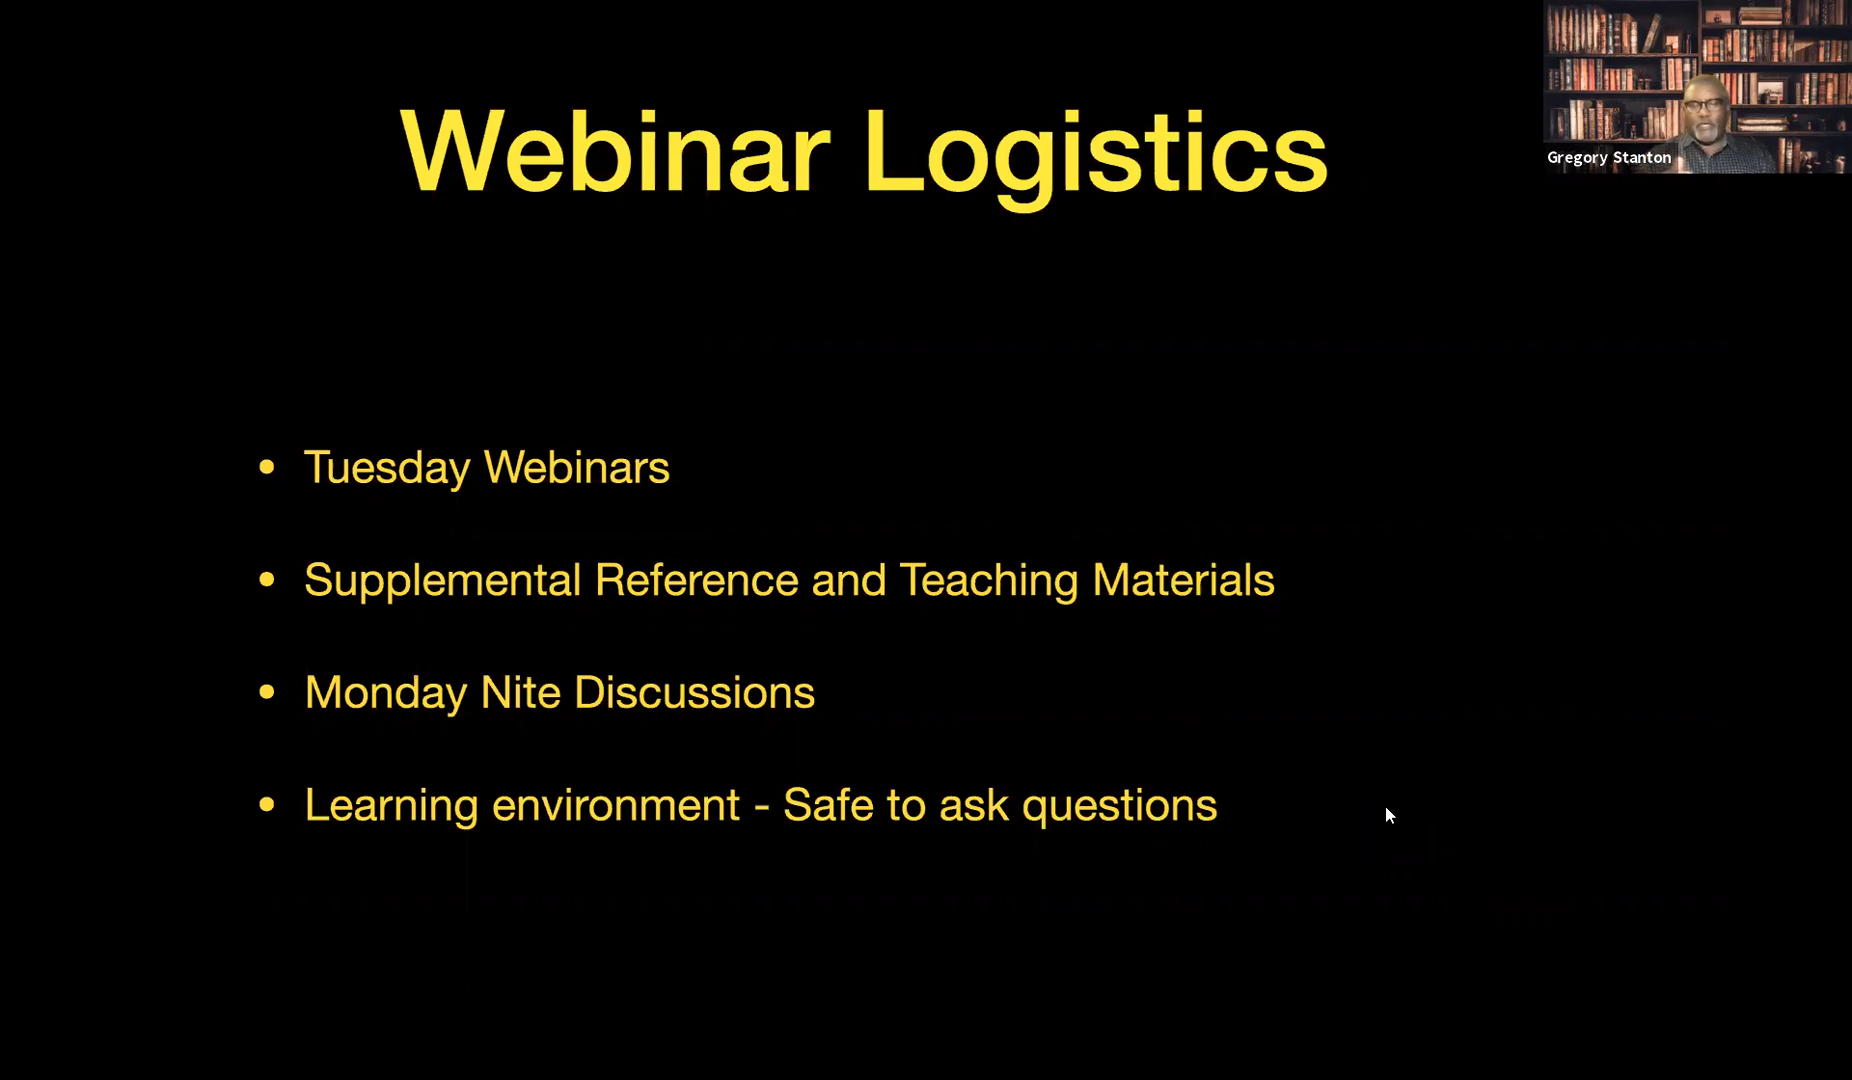 Webinar Logistics
Gregory Stanton
• Tuesday Webinars
• Supplemental Reference and Teaching Materials
• Monday Nite Discussions
• Learning environment - Safe to ask questions